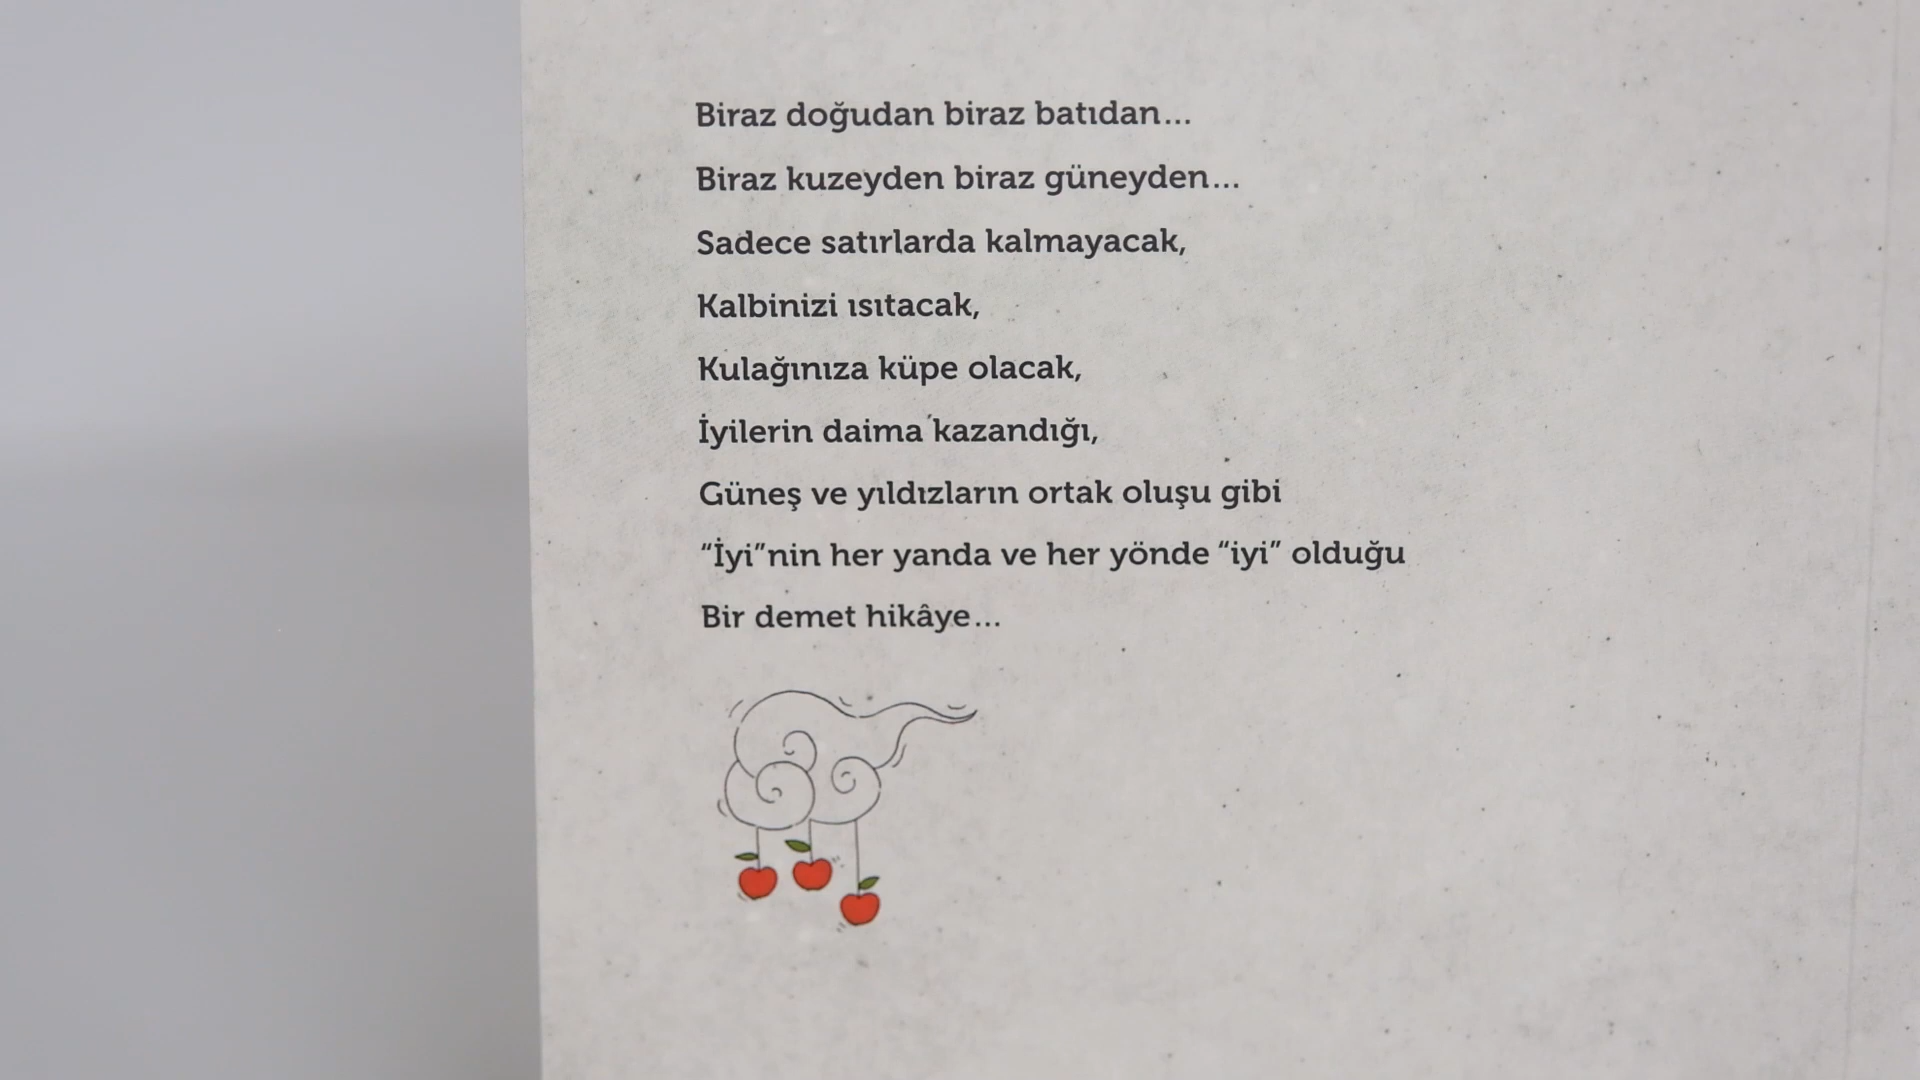 Biraz doğudan biraz batıdan...
Biraz kuzeyden biraz güneyden...
Sadece satırlarda kalmayacak,
Kalbinizi ısıtacak,
Kulağınıza küpe olacak,
İyilerin daima kazandığı,
Güneş ve yıldızların ortak oluşu gibi
“İyi”nin her yanda ve her yönde “iyi” olduğu
Bir demet hikâye...